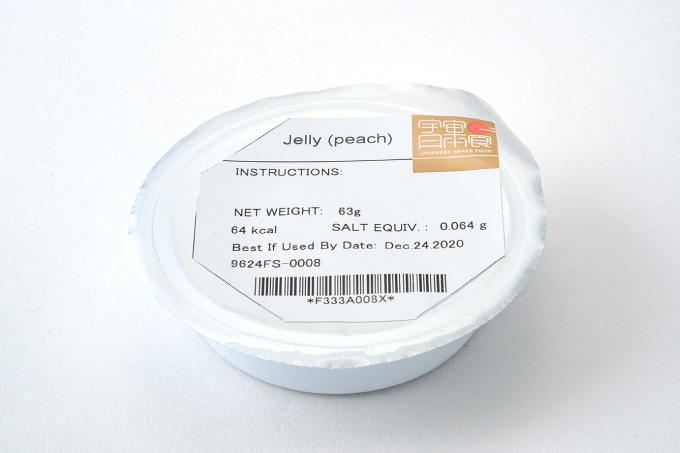 Jelly (peach)
宇宙日本食
JAPANESE SPACE FOOD
INSTRUCTIONS:
NET WEIGHT: 63g
64 kcal SALT EQUIV. : 0.064 g
Best If Used By Date: Dec.24.2020
9624FS-0008
*F333A008X*